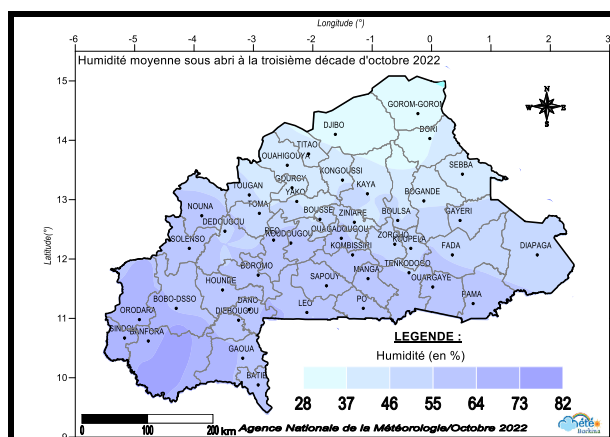 Longitude (°)
-6 -5 -4 -3 -2 -1 0 1 2 3
Humidité moyenne sous abri à la troisième décade d'octobre 2022
15
GOROM-GOROM
N
W E
S
DJIBO
DORI
14
TITAO
OUAHIGOUYA
KONGOUSSI
SEBBA
GOURCY
TOUGAN
KAYA
YAKO
BOGANDE
13
NOUNA
TOMA
BOUSSE
ZINIARE
BOULSA
GAYERI
DEDOUGOU
REO
OUAGADOUGOU
ZORGHO
KOUDOUGOU
KOUPELA
SOLENSO
KOMBISSIRI
FADA
DIAPAGA
Latitude(°)
12
BOROMO
TENKODOGO
HOUNDE
SAPOUY
MANGA
OUARGAYE
BOBO-DSSO
DANO
LEO
PO
PAMA
ORODARA
DIEBOUGOU
11
SINDOU
BANFORA
LEGENDE :
GAOUA
Humidité (en %)
10
BATIE
28 37 46 55 64 73 82
0 100 200 km
Agence Nationale de la Météorologie/Octobre 2022
météo
Burkina
9